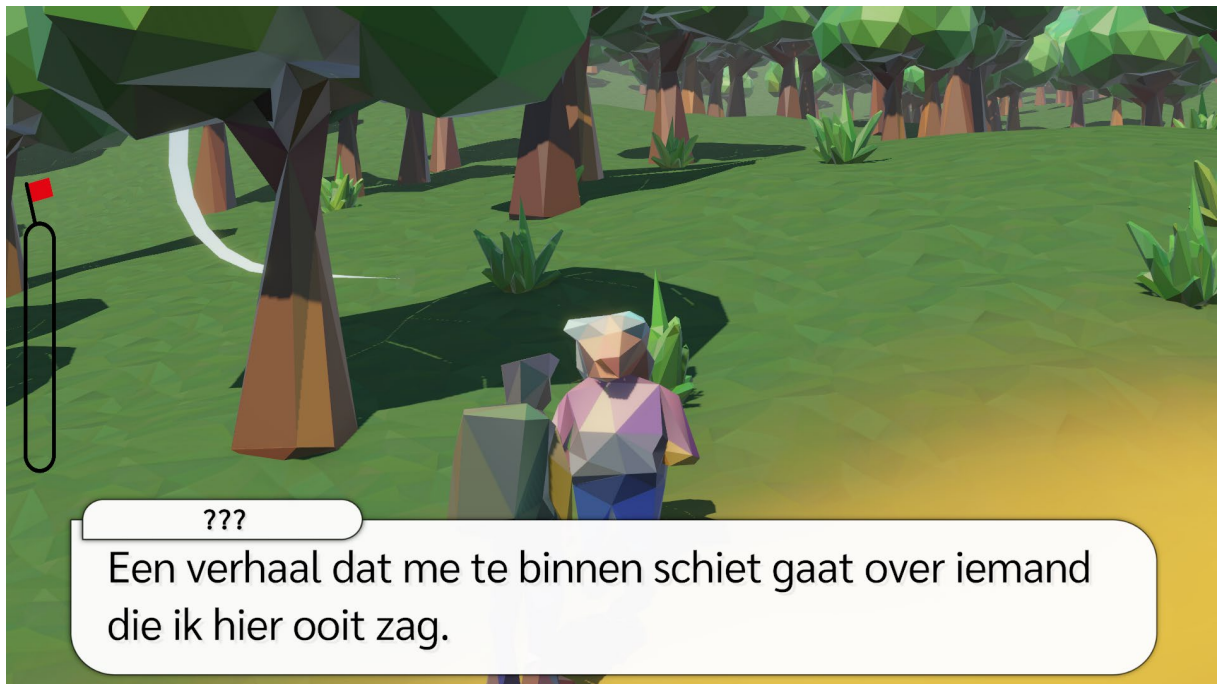 ???
Een verhaal dat me te binnen schiet gaat over iemand
die ik hier ooit zag.